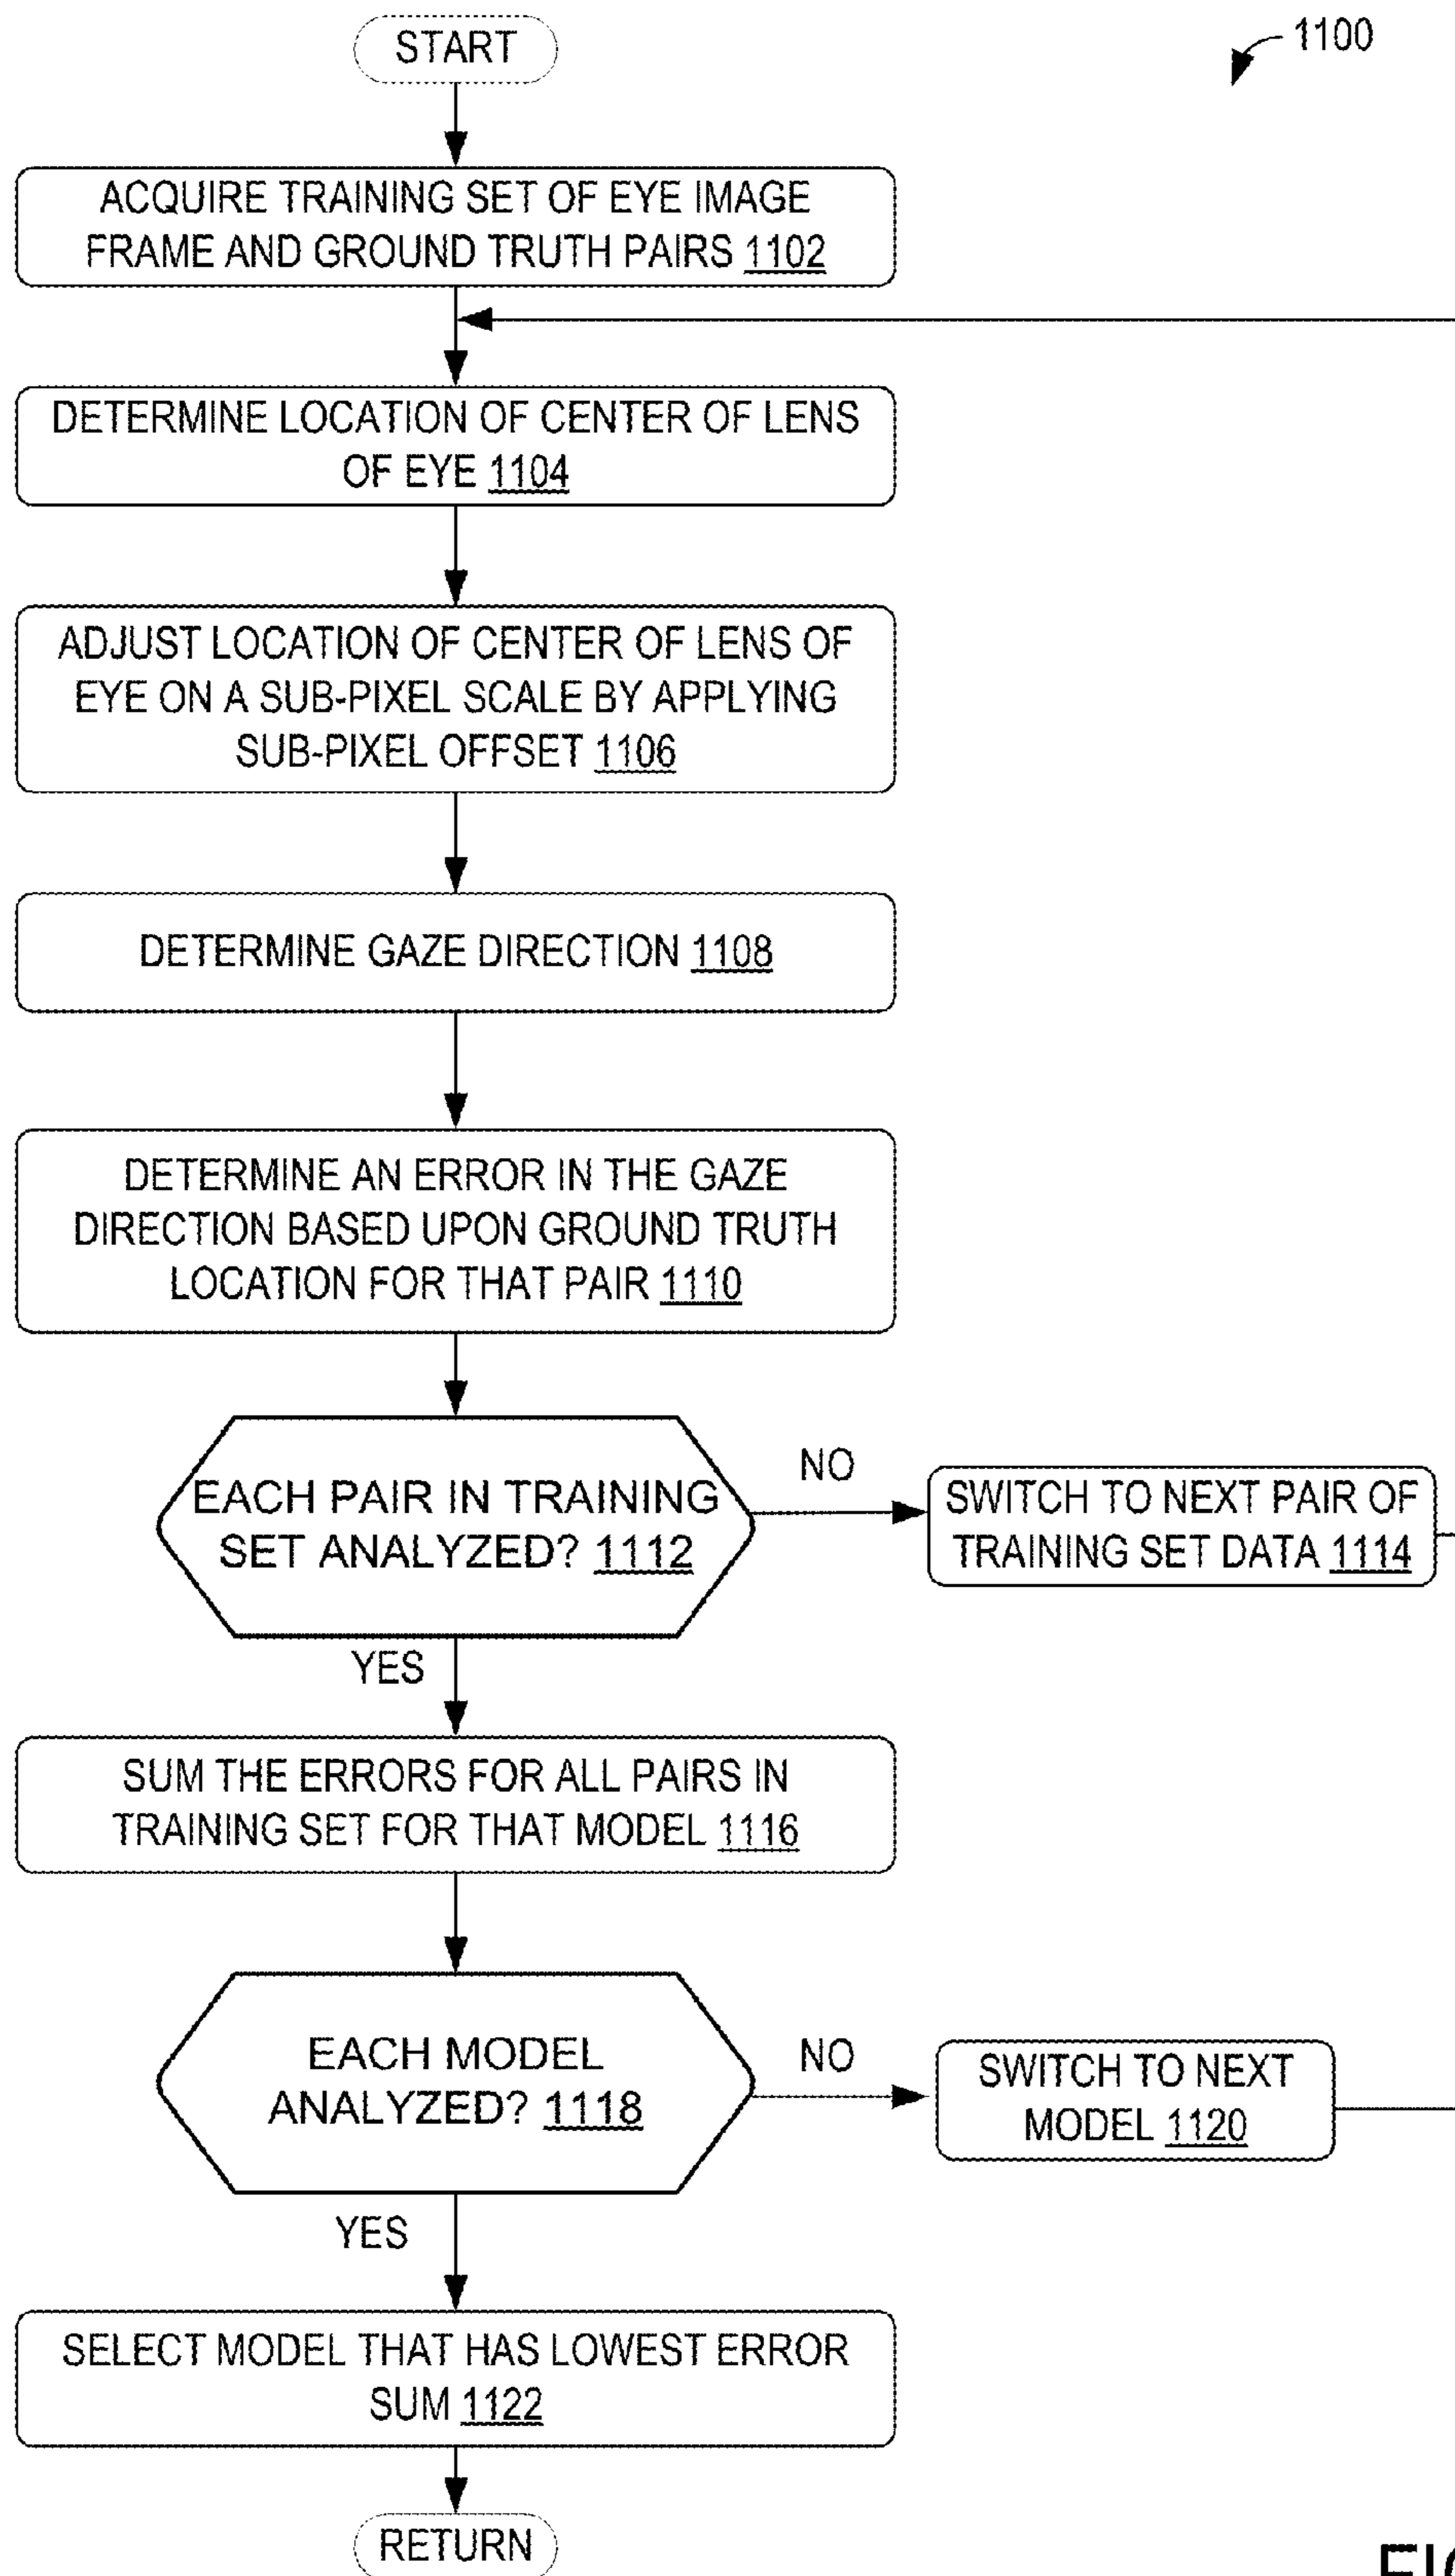 START
1100
ACQUIRE TRAINING SET OF EYE IMAGE
FRAME AND GROUND TRUTH PAIRS 1102
DETERMINE LOCATION OF CENTER OF LENS
OF EYE 1104
ADJUST LOCATION OF CENTER OF LENS OF
EYE ON A SUB-PIXEL SCALE BY APPLYING
SUB-PIXEL OFFSET 1106
DETERMINE GAZE DIRECTION 1108
DETERMINE AN ERROR IN THE GAZE
DIRECTION BASED UPON GROUND TRUTH
LOCATION FOR THAT PAIR 1110
EACH PAIR IN TRAINING
SET ANALYZED? 1112
NO
SWITCH TO NEXT PAIR OF
TRAINING SET DATA 1114
YES
SUM THE ERRORS FOR ALL PAIRS IN
TRAINING SET FOR THAT MODEL 1116
EACH MODEL
ANALYZED? 1118
NO
SWITCH TO NEXT
MODEL 1120
YES
SELECT MODEL THAT HAS LOWEST ERROR
SUM 1122
RETURN